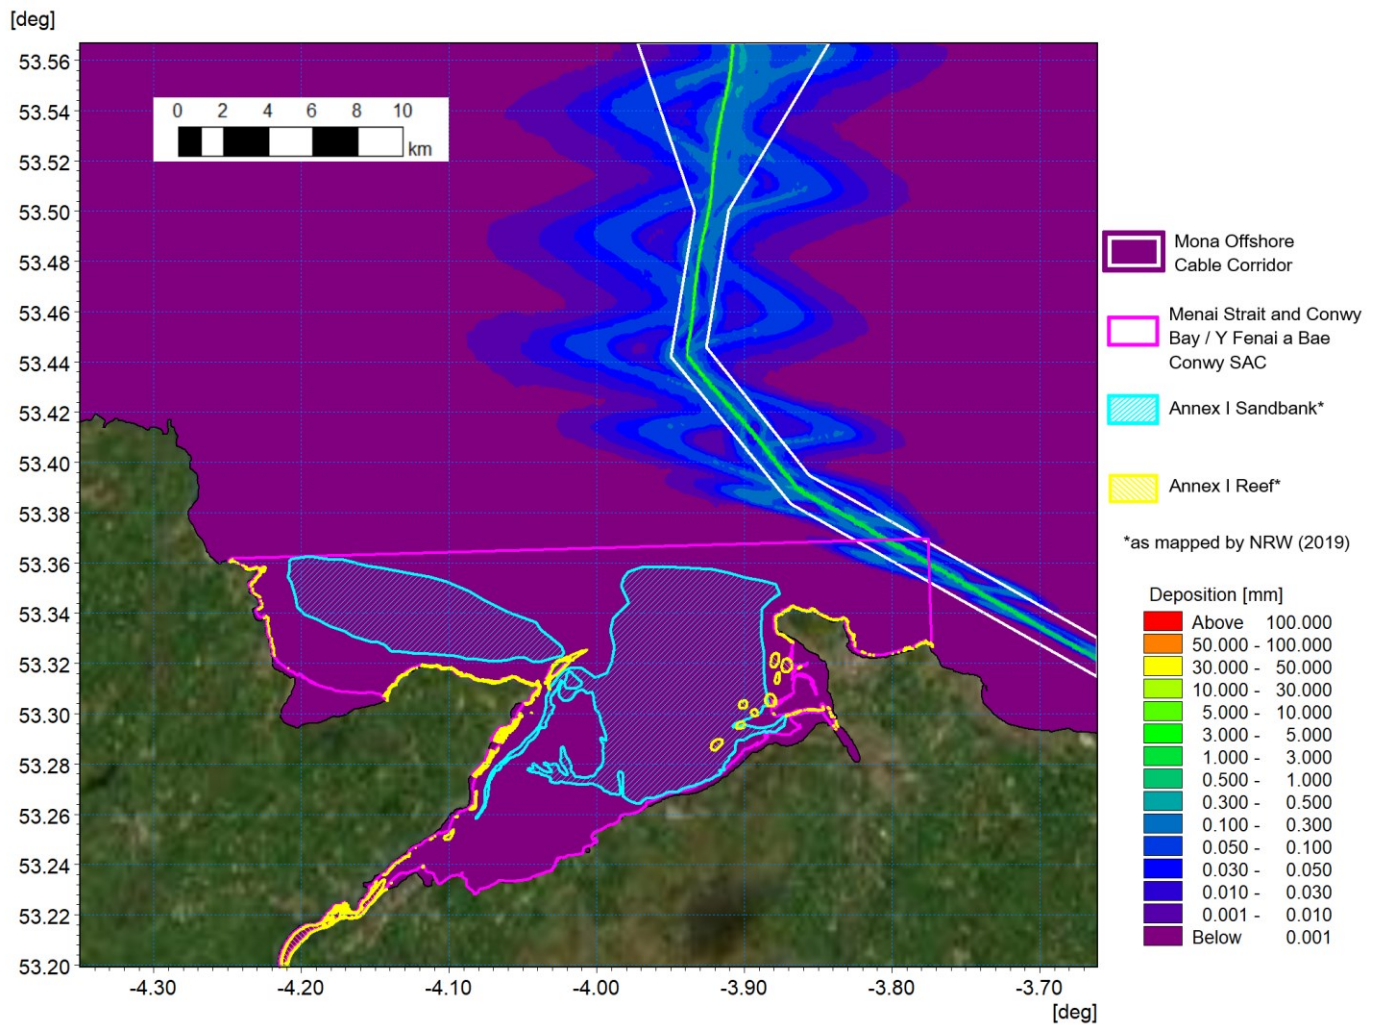 [deg]
53.56
53.54
53.52
53.50
53.48
53.46
53.44
53.42
53.40
53.38
53.36
53.34
53.32
53.30
53.28
53.26
53.24
53.22
53.20
0 2 4 6 8 10
km
-4.30 -4.20 -4.10 -4.00 -3.90 -3.80 -3.70
[deg]
Mona Offshore
Cable Corridor
Menai Strait and Conwy
Bay / Y Fenai a Bae
Conwy SAC
Annex I Sandbank*
Annex I Reef*
*as mapped by NRW (2019)
Deposition [mm]
Above 100.000
50.000 - 100.000
30.000 - 50.000
10.000 - 30.000
5.000 - 10.000
3.000 - 5.000
1.000 - 3.000
0.500 - 1.000
0.300 - 0.500
0.100 - 0.300
0.050 - 0.100
0.030 - 0.050
0.010 - 0.030
0.001 - 0.010
Below 0.001